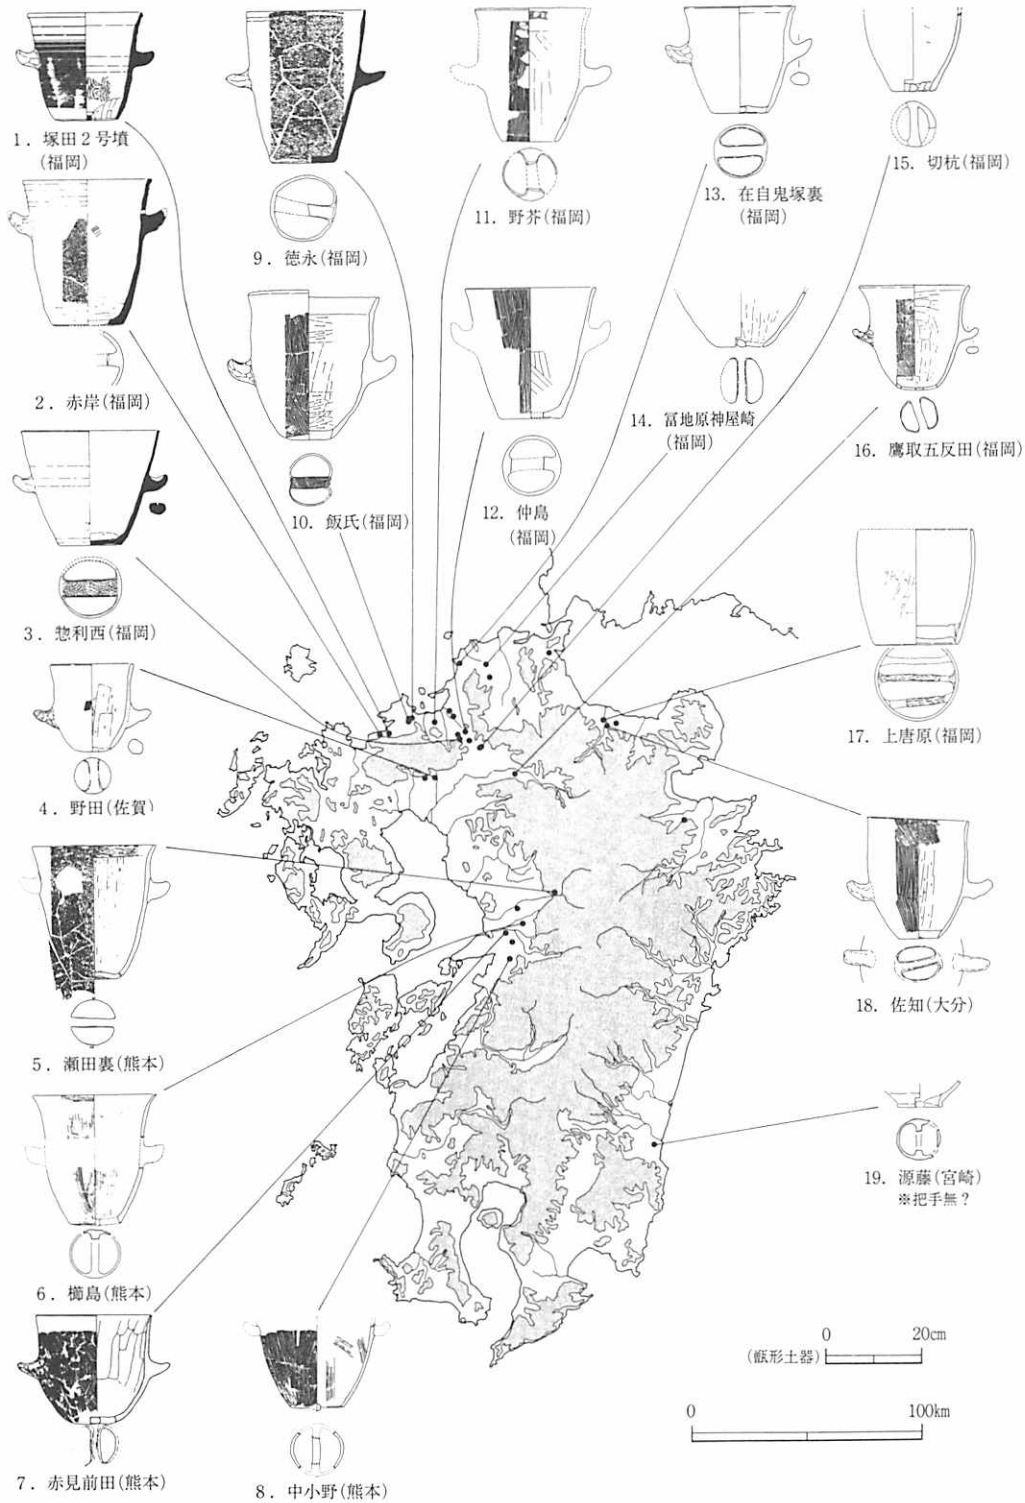 1. 塚田2号墳
(福岡)
2. 赤岸(福岡)
3. 惣利西(福岡)
4. 野田(佐賀)
5. 瀬田裏(熊本)
6. 櫛島(熊本)
7. 赤見前田(熊本)
8. 中小野(熊本)
9. 徳永(福岡)
10. 飯氏(福岡)
11. 野芥(福岡)
12. 仲島
(福岡)
13. 在自鬼塚裏
(福岡)
14. 冨地原神屋崎
(福岡)
15. 切杭(福岡)
16. 鷹取五反田(福岡)
17. 上唐原(福岡)
18. 佐知(大分)
19. 源藤(宮崎)
※把手無?
0 20cm
(甑形土器)
0 100km